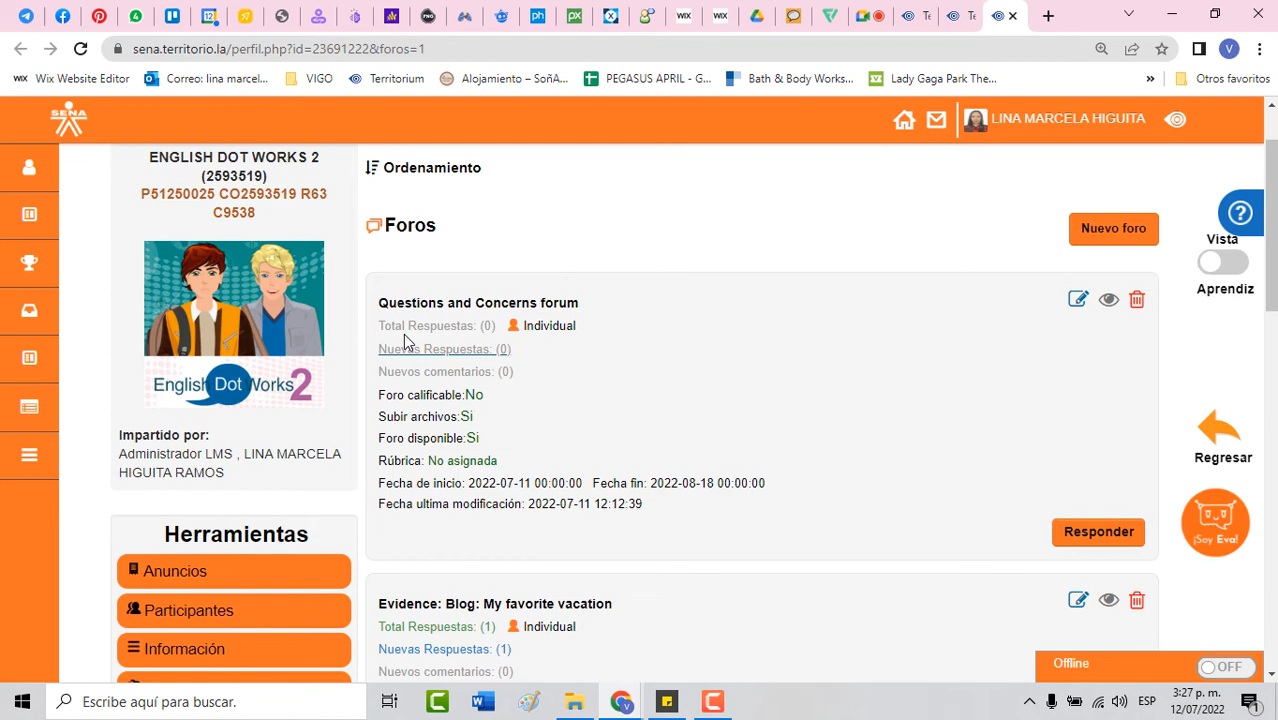 sena.territorio.la/perfil.php?id=23691222&foros=1
Wix Website Editor
Correo: lina marcel...
VIGO
Territorium
Alojamiento – SoñA...
PEGASUS APRIL - G...
Bath & Body Works...
Lady Gaga Park The...
Otros favoritos
SENA
LINA MARCELA HIGUITA
ENGLISH DOT WORKS 2
(2593519)
P51250025 CO2593519 R63
C9538
English Dot Works 2
Impartido por:
Administrador LMS , LINA MARCELA
HIGUITA RAMOS
Herramientas
Anuncios
Participantes
Información
Ordenamiento
Foros
Nuevo foro
Questions and Concerns forum
Total Respuestas: (0) Individual
Nuevas Respuestas: (0)
Nuevos comentarios: (0)
Foro calificable:No
Subir archivos:Si
Foro disponible:Si
Rúbrica: No asignada
Fecha de inicio: 2022-07-11 00:00:00 Fecha fin: 2022-08-18 00:00:00
Fecha ultima modificación: 2022-07-11 12:12:39
Responder
Evidence: Blog: My favorite vacation
Total Respuestas: (1) Individual
Nuevas Respuestas: (1)
Nuevos comentarios: (0)
Vista
Aprendiz
Regresar
¡Soy Eva!
Offline
OFF
Escribe aquí para buscar.
ESP
3:27 p. m.
12/07/2022